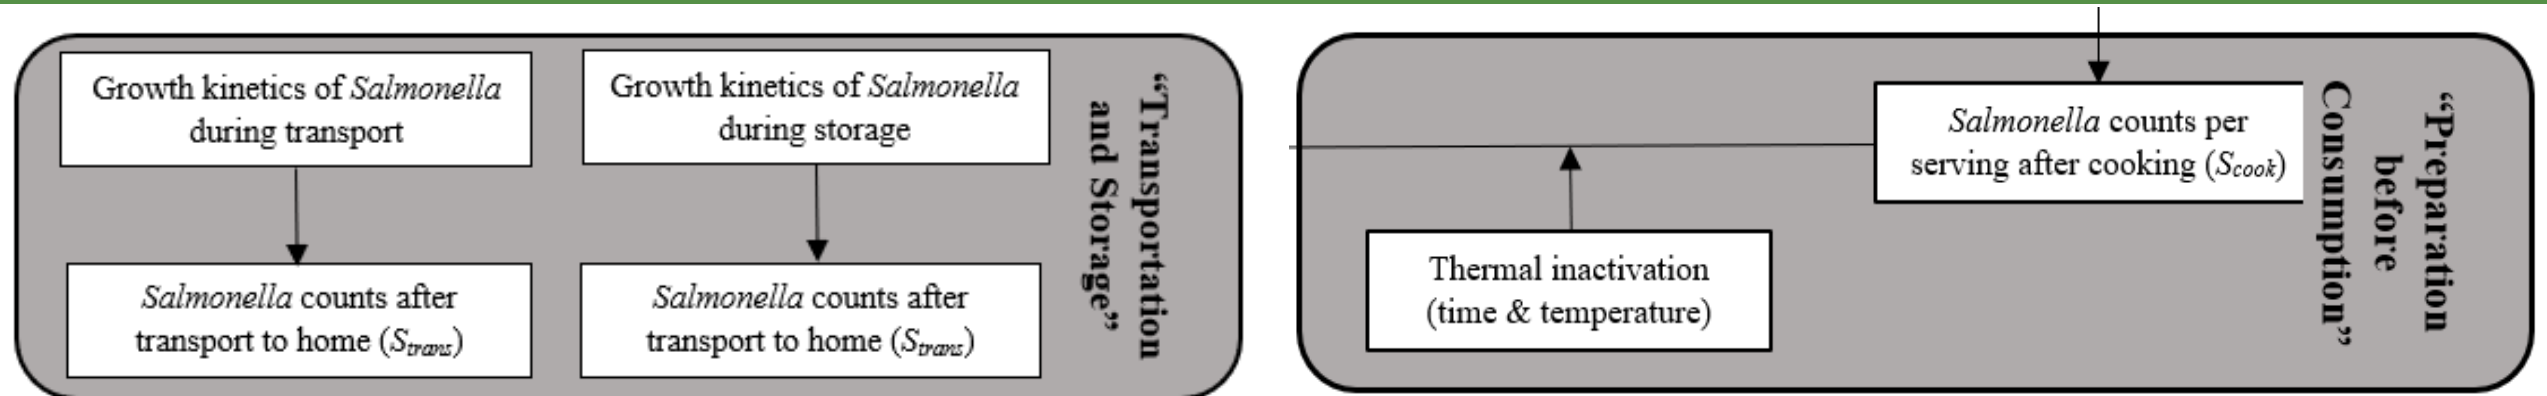 Growth kinetics of Salmonella
during transport
Growth kinetics of Salmonella
during storage
Salmonella counts after
transport to home (Strans)
Salmonella counts after
transport to home (Strans)
“Transportation
and Storage”
Salmonella counts per
serving after cooking (Scook)
Thermal inactivation
(time & temperature)
“Preparation
before
Consumption”